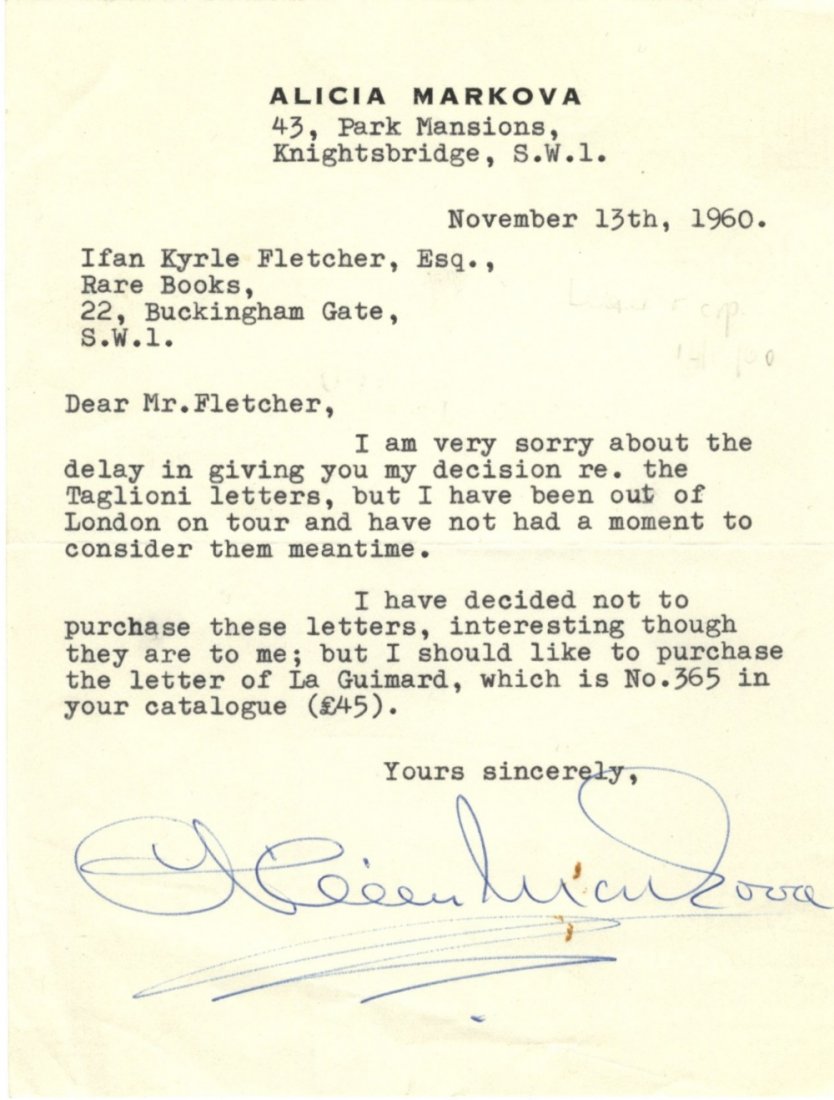 ALICIA MARKOVA
43, Park Mansions,
Knightsbridge, S.W.1.
November 13th, 1960.
Ifan Kyrle Fletcher, Esq.,
Rare Books,
22, Buckingham Gate,
S.W.1.
Dear Mr.Fletcher,
I am very sorry about the
delay in giving you my decision re. the
Taglioni letters, but I have been out of
London on tour and have not had a moment to
consider them meantime.
I have decided not to
purchase these letters, interesting though
they are to me; but I should like to purchase
the letter of La Guimard, which is No.365 in
your catalogue (£45).
Yours sincerely,
Alicia Markova